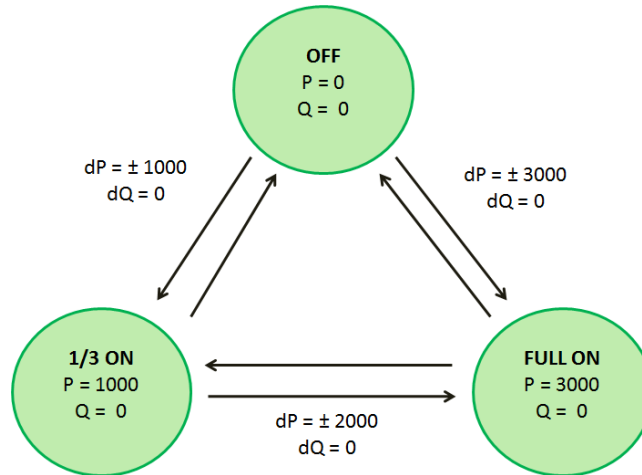 OFF
P = 0
Q = 0
dP = ± 1000
dQ = 0
dP = ± 3000
dQ = 0
1/3 ON
P = 1000
Q = 0
FULL ON
P = 3000
Q = 0
dP = ± 2000
dQ = 0